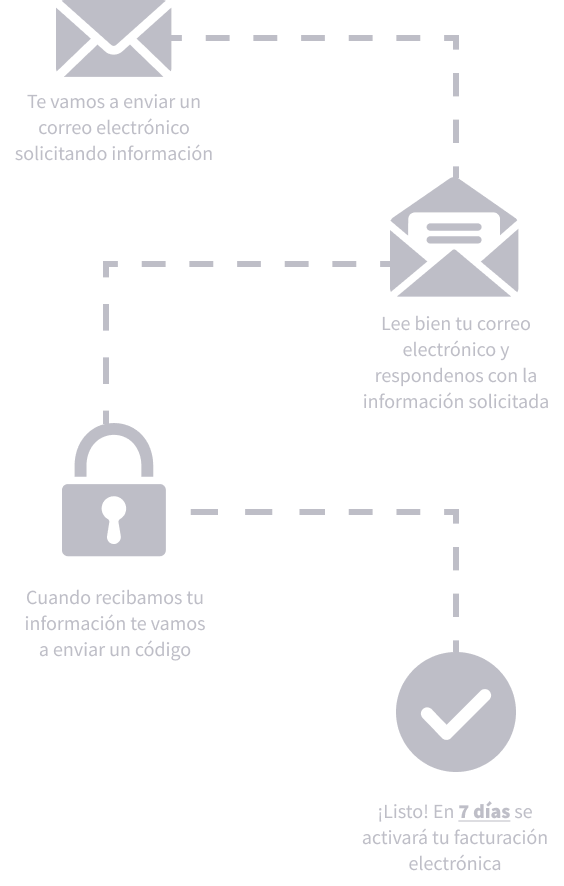 Te vamos a enviar un
correo electrónico
solicitando información
Lee bien tu correo
electrónico y
respondenos con la
información solicitada
Cuando recibamos tu
información te vamos
a enviar un código
¡Listo! En 7 días se
activará tu facturación
electrónica